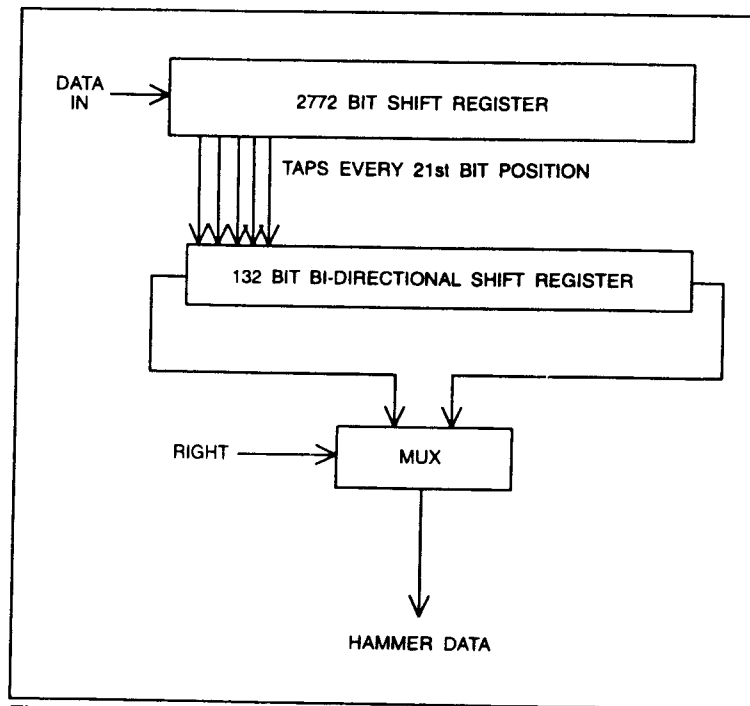 DATA
IN
2772 BIT SHIFT REGISTER
TAPS EVERY 21st BIT POSITION
132 BIT BI-DIRECTIONAL SHIFT REGISTER
RIGHT
MUX
HAMMER DATA